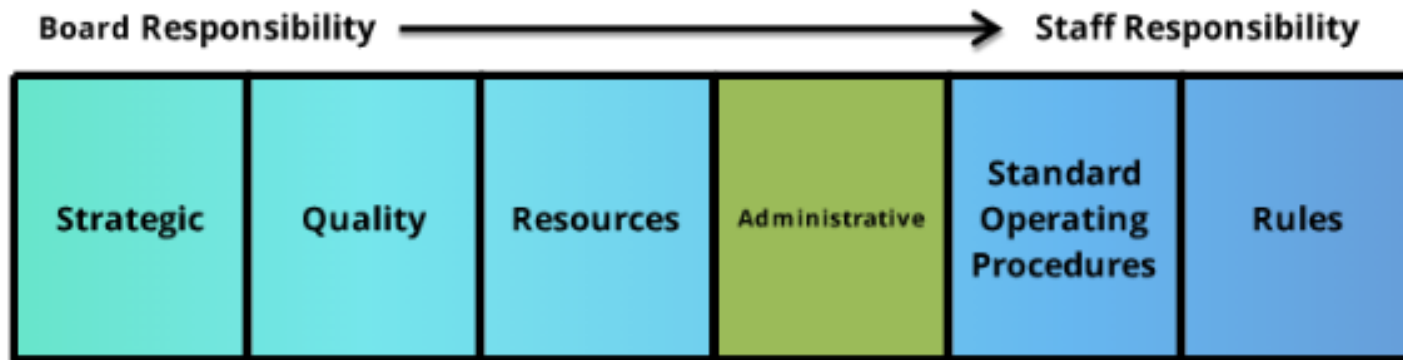 Board Responsibility
Staff Responsibility
Strategic
Quality
Resources
Administrative
Standard
Operating
Procedures
Rules